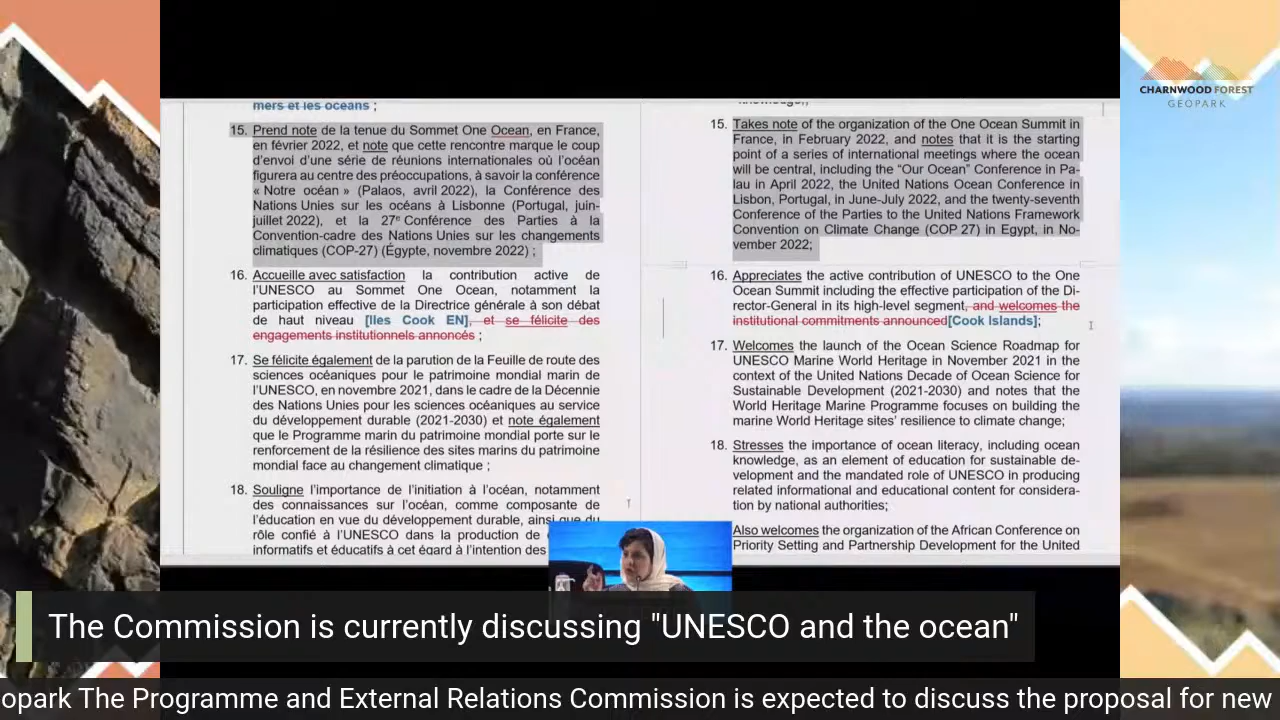 mers et les océans ;
15. Prend note de la tenue du Sommet One Ocean, en France,
en février 2022, et note que cette rencontre marque le coup
d'envoi d'une série de réunions internationales où l'océan
figurera au centre des préoccupations, à savoir la conférence
« Notre océan » (Palaos, avril 2022), la Conférence des
Nations Unies sur les océans à Lisbonne (Portugal, juin-
juillet 2022), et la 27e Conférence des Parties à la
Convention-cadre des Nations Unies sur les changements
climatiques (COP-27) (Égypte, novembre 2022) ;
16. Accueille avec satisfaction la contribution active de
l'UNESCO au Sommet One Ocean, notamment la
participation effective de la Directrice générale à son débat
de haut niveau [Iles Cook EN], et se félicite des
engagements institutionnels annoncés ;
17. Se félicite également de la parution de la Feuille de route des
sciences océaniques pour le patrimoine mondial marin de
l'UNESCO, en novembre 2021, dans le cadre de la Décennie
des Nations Unies pour les sciences océaniques au service
du développement durable (2021-2030) et note également
que le Programme marin du patrimoine mondial porte sur le
renforcement de la résilience des sites marins du patrimoine
mondial face au changement climatique ;
18. Souligne l'importance de l'initiation à l'océan, notamment
des connaissances sur l'océan, comme composante de
l'éducation en vue du développement durable, ainsi que du
rôle confié à l'UNESCO dans la production de
informatifs et éducatifs à cet égard à l'intention des
knowledge,;
15. Takes note of the organization of the One Ocean Summit in
France, in February 2022, and notes that it is the starting
point of a series of international meetings where the ocean
will be central, including the "Our Ocean" Conference in Pa-
lau in April 2022, the United Nations Ocean Conference in
Lisbon, Portugal, in June-July 2022, and the twenty-seventh
Conference of the Parties to the United Nations Framework
Convention on Climate Change (COP 27) in Egypt, in No-
vember 2022;
16. Appreciates the active contribution of UNESCO to the One
Ocean Summit including the effective participation of the Di-
rector-General in its high-level segment, and welcomes the
institutional commitments announced[Cook Islands];
17. Welcomes the launch of the Ocean Science Roadmap for
UNESCO Marine World Heritage in November 2021 in the
context of the United Nations Decade of Ocean Science for
Sustainable Development (2021-2030) and notes that the
World Heritage Marine Programme focuses on building the
marine World Heritage sites' resilience to climate change;
18. Stresses the importance of ocean literacy, including ocean
knowledge, as an element of education for sustainable de-
velopment and the mandated role of UNESCO in producing
related informational and educational content for considera-
tion by national authorities;
Also welcomes the organization of the African Conference on
Priority Setting and Partnership Development for the United
CHARNWOOD FOREST
GEOPARK
The Commission is currently discussing "UNESCO and the ocean"
opark The Programme and External Relations Commission is expected to discuss the proposal for new